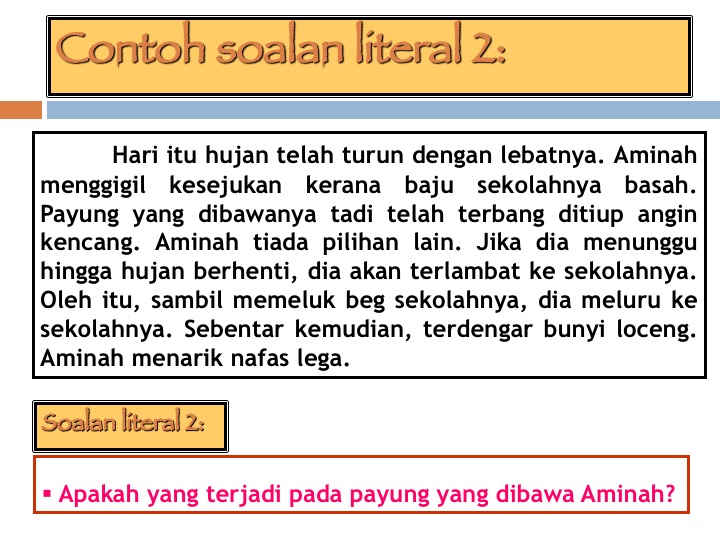 Contoh soalan literal 2:
Hari itu hujan telah turun dengan lebatnya. Aminah
menggigil kesejukan kerana baju sekolahnya basah.
Payung yang dibawanya tadi telah terbang ditiup angin
kencang. Aminah tiada pilihan lain. Jika dia menunggu
hingga hujan berhenti, dia akan terlambat ke sekolahnya.
Oleh itu, sambil memeluk beg sekolahnya, dia meluru ke
sekolahnya. Sebentar kemudian, terdengar bunyi loceng.
Aminah menarik nafas lega.
Soalan literal 2:
▪ Apakah yang terjadi pada payung yang dibawa Aminah?